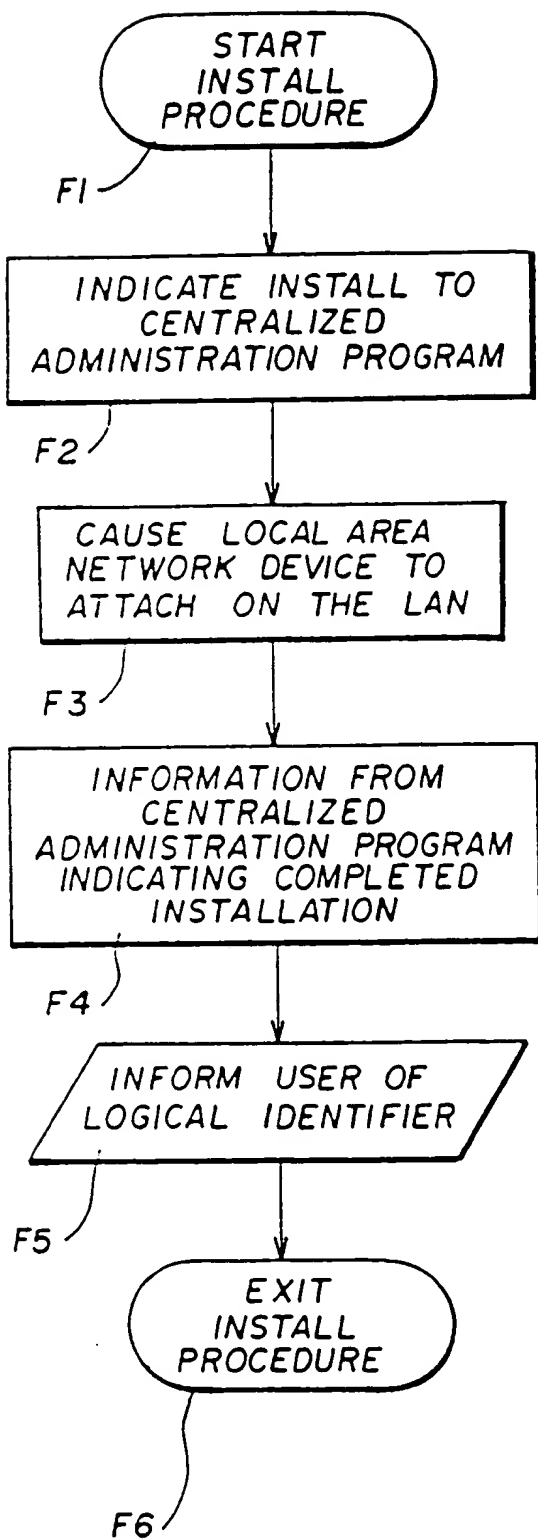 START
INSTALL
PROCEDURE
F1
INDICATE INSTALL TO
CENTRALIZED
ADMINISTRATION PROGRAM
F2
CAUSE LOCAL AREA
NETWORK DEVICE TO
ATTACH ON THE LAN
F3
INFORMATION FROM
CENTRALIZED
ADMINISTRATION PROGRAM
INDICATING COMPLETED
INSTALLATION
F4
INFORM USER OF
LOGICAL IDENTIFIER
F5
EXIT
INSTALL
PROCEDURE
F6